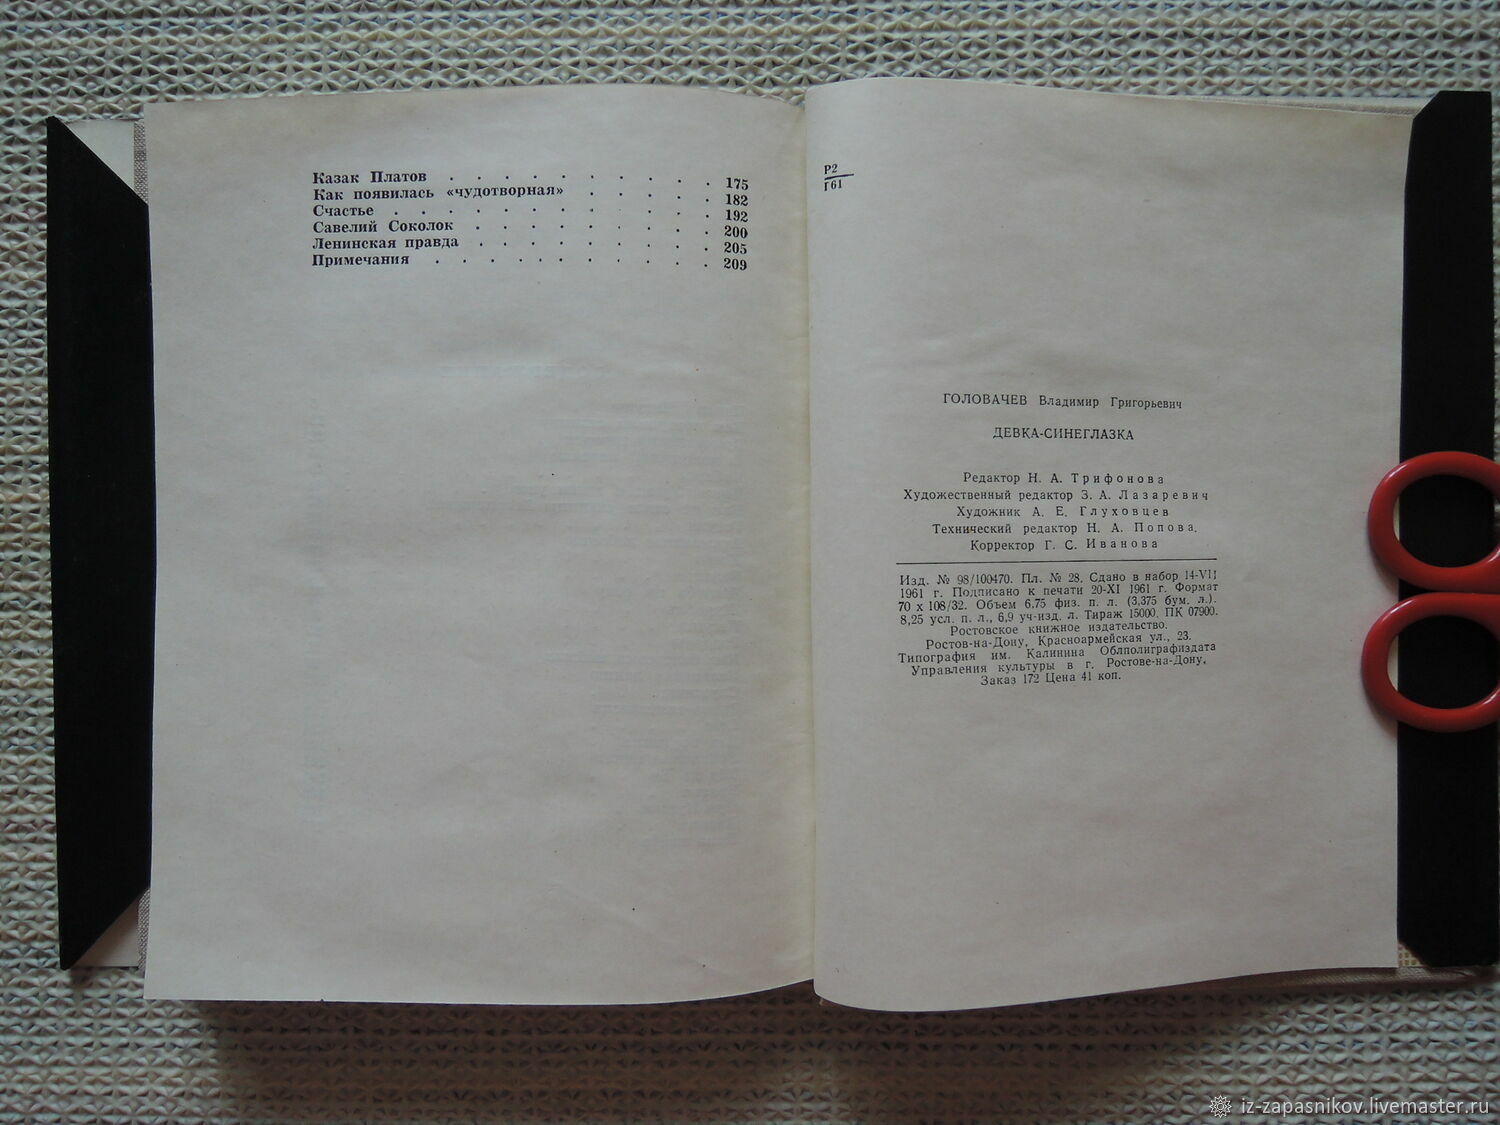 Казак Платов . . . . . . . . . . 175
Как появилась «чудотворная» . . . . . 182
Счастье . . . . . . . . . . . 192
Савелий Соколок . . . . . . . . . 200
Ленинская правда . . . . . . . . . 205
Примечания . . . . . . . . . . 209
Р2
Г61
ГОЛОВАЧЕВ Владимир Григорьевич
ДЕВКА-СИНЕГЛАЗКА
Редактор Н. А. Трифонова
Художественный редактор З. А. Лазаревич
Художник А. Е. Глуховцев
Технический редактор Н. А. Попова.
Корректор Г. С. Иванова
Изд. № 98/100470. Пл. № 28. Сдано в набор 14-VII
1961 г. Подписано к печати 20-XI 1961 г. Формат
70 x 108/32. Объем 6,75 физ. п. л. (3,375 бум. л.).
8,25 усл. п. л., 6,9 уч-изд. л. Тираж 15000. ПК 07900.
Ростовское книжное издательство.
Ростов-на-Дону, Красноармейская ул., 23.
Типография им. Калинина Облполиграфиздата
Управления культуры в г. Ростове-на-Дону.
Заказ 172 Цена 41 коп.
iz-zapasnikov.livemaster.ru